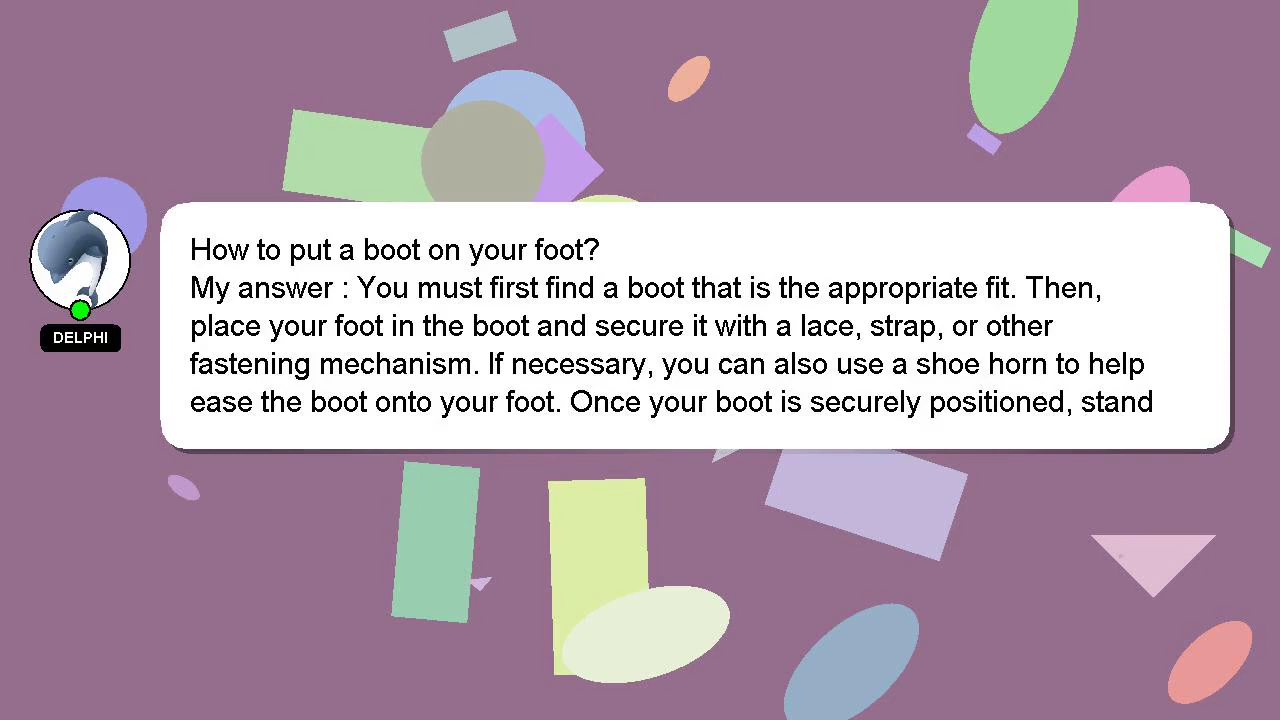 How to put a boot on your foot?
My answer : You must first find a boot that is the appropriate fit. Then,
place your foot in the boot and secure it with a lace, strap, or other
fastening mechanism. If necessary, you can also use a shoe horn to help
ease the boot onto your foot. Once your boot is securely positioned, stand
DELPHI